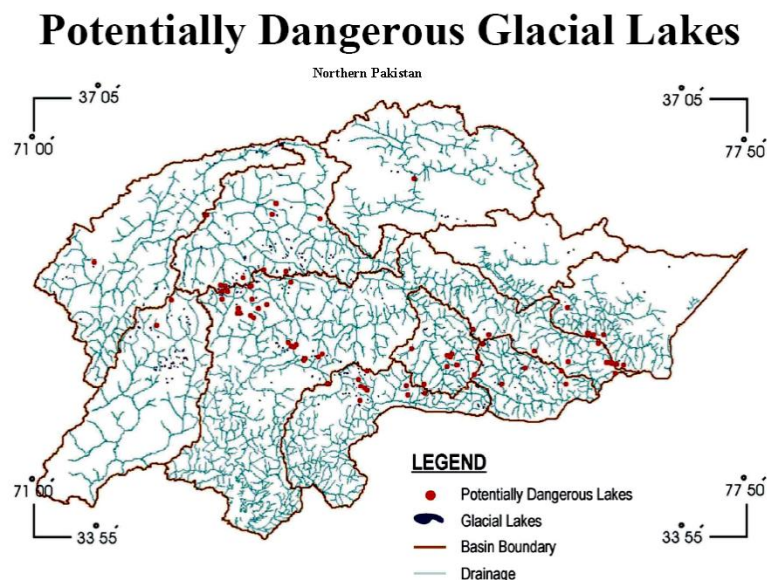 Potentially Dangerous Glacial Lakes
Northern Pakistan
37°05′
37°05′
71°00′
77°50′
71°00′
77°50′
33°55′
33°55′
LEGEND
Potentially Dangerous Lakes
Glacial Lakes
Basin Boundary
Drainage